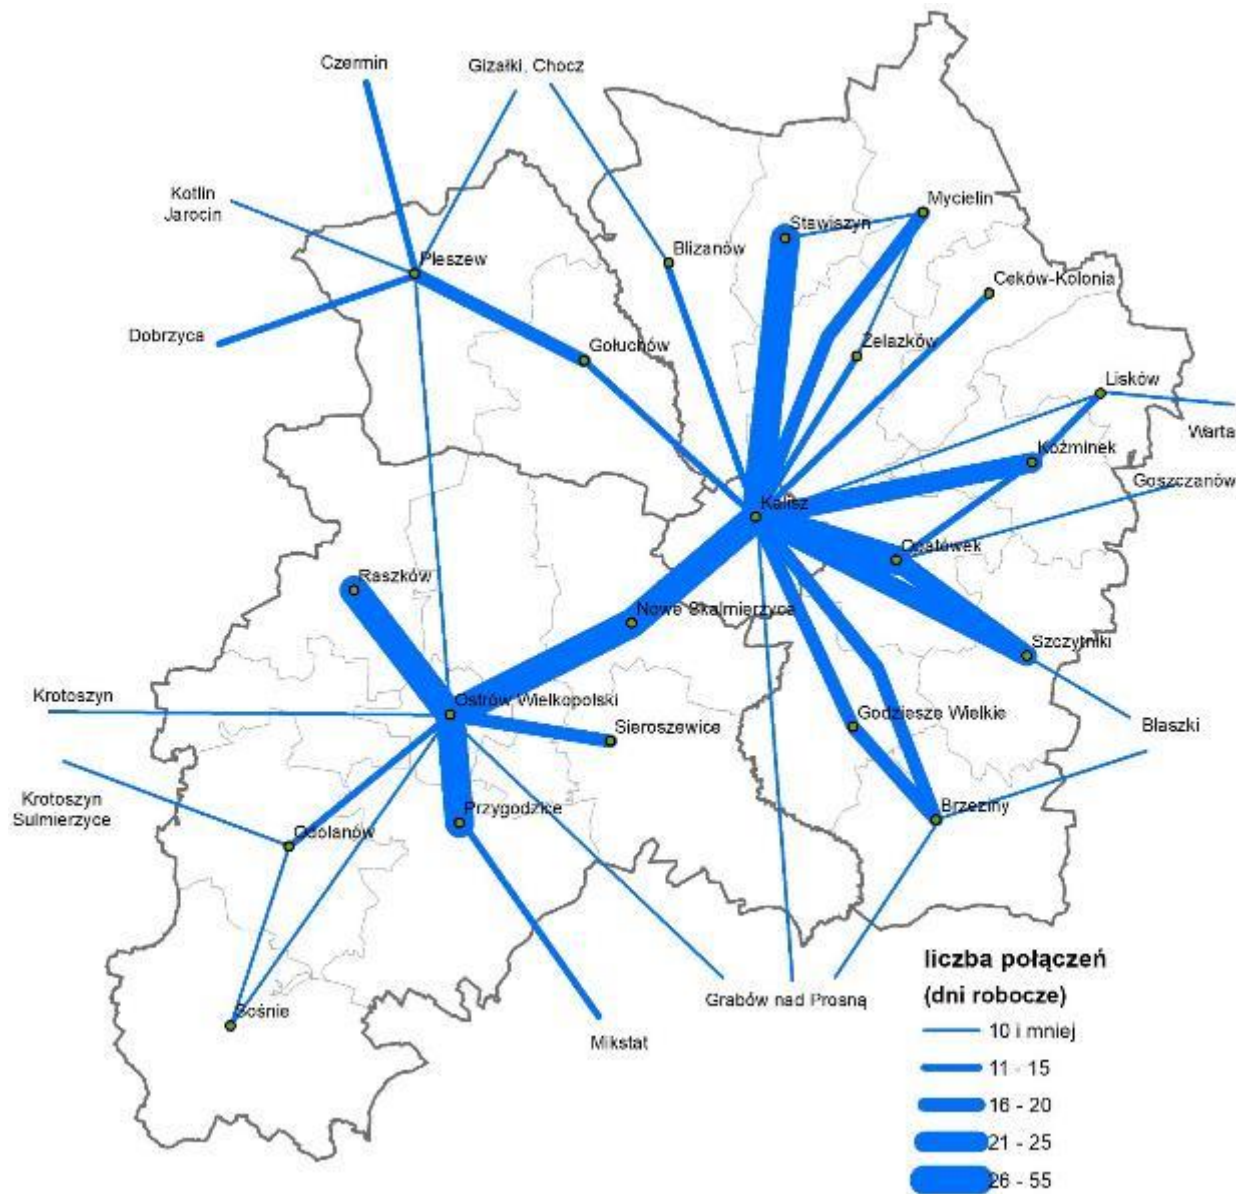 Czermin
Gizałki, Chocz
Kotlin
Jarocin
Mycielin
Stawiszyn
Blizanów
Pleszew
Ceków-Kolonia
Dobrzyca
Gołuchów
Żelazków
Lisków
Warta
Koźminek
Goszczanów
Kalisz
Opatówek
Raszków
Nowe Skalmierzyce
Szczytniki
Krotoszyn
Ostrów Wielkopolski
Sieroszewice
Godziesze Wielkie
Błaszki
Krotoszyn
Sulmierzyce
Przygodzice
Brzeziny
Odolanów
Grabów nad Prosną
Sośnie
Mikstat
liczba połączeń
(dni robocze)
10 i mniej
11 - 15
16 - 20
21 - 25
26 - 55